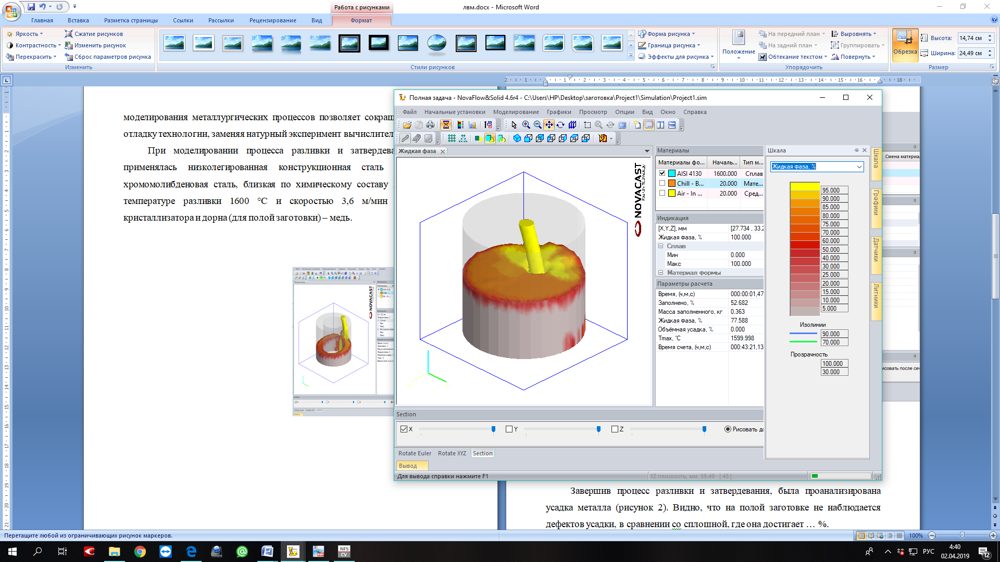 Работа с рисунками
лвм.docx - Microsoft Word
Главная Вставка Разметка страницы Ссылки Рассылки Рецензирование Вид Формат
Яркость Сжатие рисунков Форма рисунка На передний план Выровнять Высота: 14,74 см
Контрастность Изменить рисунок Граница рисунка На задний план Группировать
Положение Обрезка
Перекрасить Сброс параметров рисунка Эффекты для рисунка Обтекание текстом Повернуть Ширина: 24,49 см
Изменить Стили рисунков Упорядочить Размер
моделирования металлургических процессов позволяет сокращ
отладку технологии, заменяя натурный эксперимент вычислител
При моделировании процесса разливки и затвердева
применялась низколегированная конструкционная сталь
хромомолибденовая сталь, близкая по химическому составу
температуре разливки 1600 °С и скоростью 3,6 м/мин
кристаллизатора и дорна (для полой заготовки) – медь.
Полная задача - NovaFlow&Solid 4.6r4 - C:\Users\HP\Desktop\заготовка\Project1\Simulation\Project1.sim
Файл Начальные установки Моделирование Графики Просмотр Опции Вид Окно Справка
Жидкая фаза
NOVACAST
Foundry Technology
Материалы
Материалы фо... Началь... Тип м...
AISI 4130 1600.000 Сплав
Chill - B... 20.000 Мате...
Air - In ... 20.000 Сред...
Индикация
[X,Y,Z], мм [27.734 , 33.2
Жидкая фаза, % 100.000
Сплав
Мин 0.000
Макс 100.000
Материал формы
Параметры расчета
Время, (ч,м,с) 000:00:01,47
Заполнено, % 52.682
Масса заполненного, кг 0.363
Жидкая фаза, % 77.588
Объёмная усадка, % 0.000
Tmax, °C 1599.998
Время счета, (ч,м,с) 000:43:21,13
Шкала
Жидкая фаза, %
95.000
90.000
85.000
80.000
75.000
70.000
60.000
50.000
40.000
30.000
25.000
20.000
15.000
10.000
5.000
Изолинии
90.000
70.000
Прозрачность
100.000
30.000
Шкала
Графики
Датчики
Литники
Смена материа
исовать после сеч
Section
X Y Z Рисовать до
Rotate Euler Rotate XYZ Section
Вывод
Для вывода справки нажмите F1 YZ плоскость, мм 59.49 [ 48 ]
Завершив процесс разливки и затвердевания, была проанализирована
усадка металла (рисунок 2). Видно, что на полой заготовке не наблюдается
дефектов усадки, в сравнении со сплошной, где она достигает … %.
Перетащите любой из ограничивающих рисунок маркеров. 100%
РУС 4:40
02.04.2019
12
NFS
CV